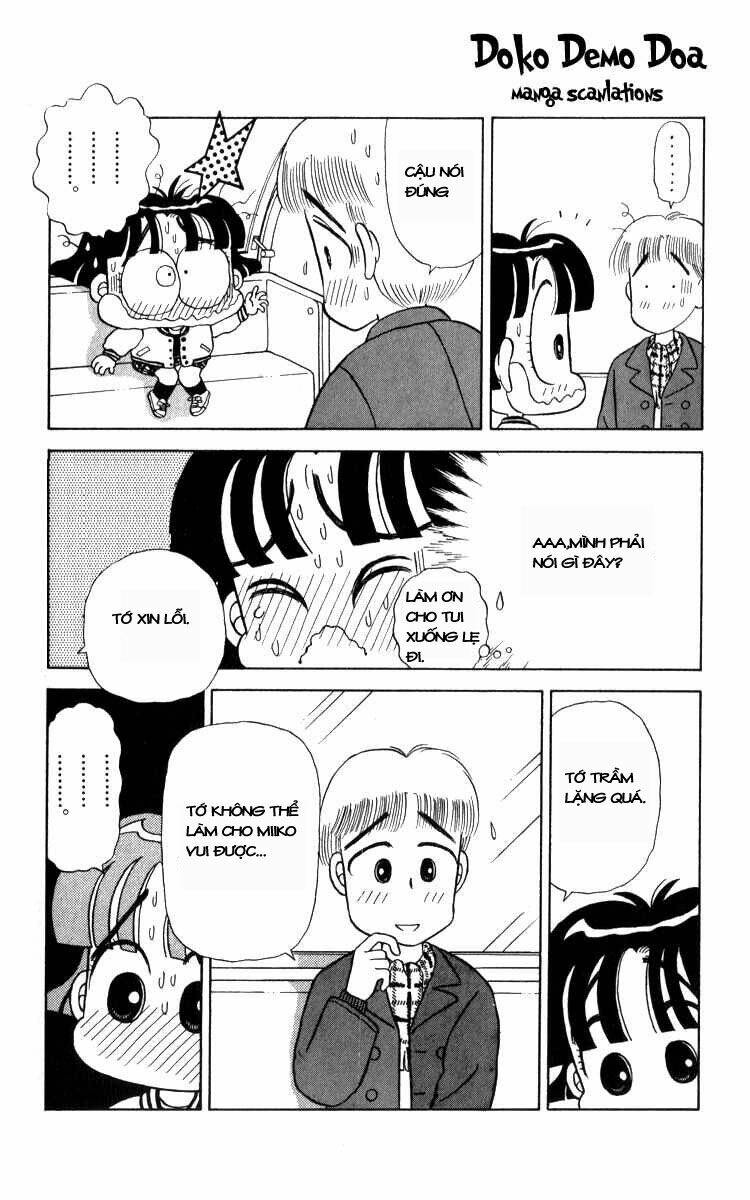 Doko Demo Doa
manga scanlations
CẬU NÓI
ĐÚNG
AAA,MÌNH PHẢI
NÓI GÌ ĐÂY?
LÀM ƠN
CHO TUI
XUỐNG LẸ
ĐI.
TỚ XIN LỖI.
TỚ TRẦM
LẶNG QUÁ.
TỚ KHÔNG THỂ
LÀM CHO MIIKO
VUI ĐƯỢC...